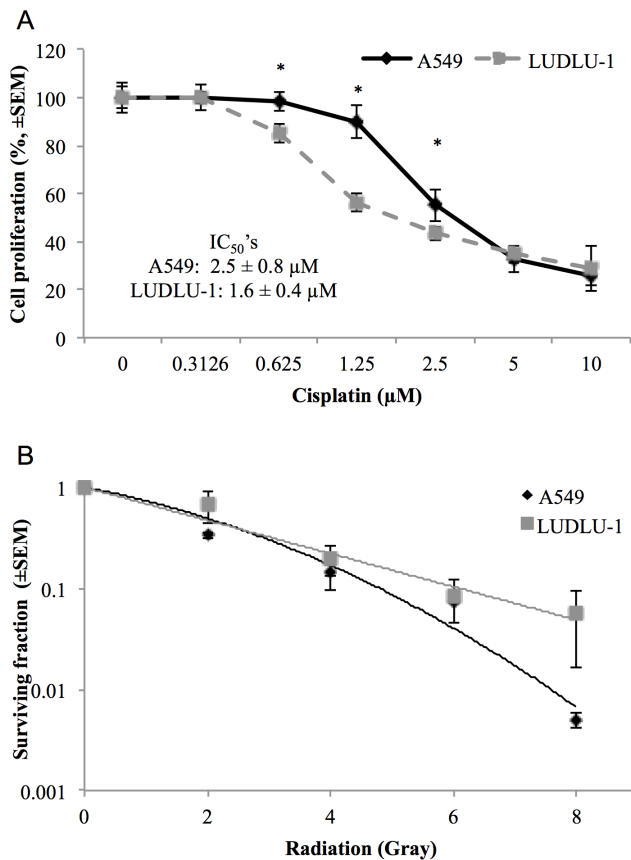 A
120
100
80
60
40
20
0
Cell proliferation (%, ±SEM)
A549 LUDLU-1
*
*
*
IC50's
A549: 2.5 ± 0.8 µM
LUDLU-1: 1.6 ± 0.4 µM
0 0.3126 0.625 1.25 2.5 5 10
Cisplatin (µM)
B
1
0.1
0.01
0.001
Surviving fraction (±SEM)
A549
LUDLU-1
0 2 4 6 8
Radiation (Gray)